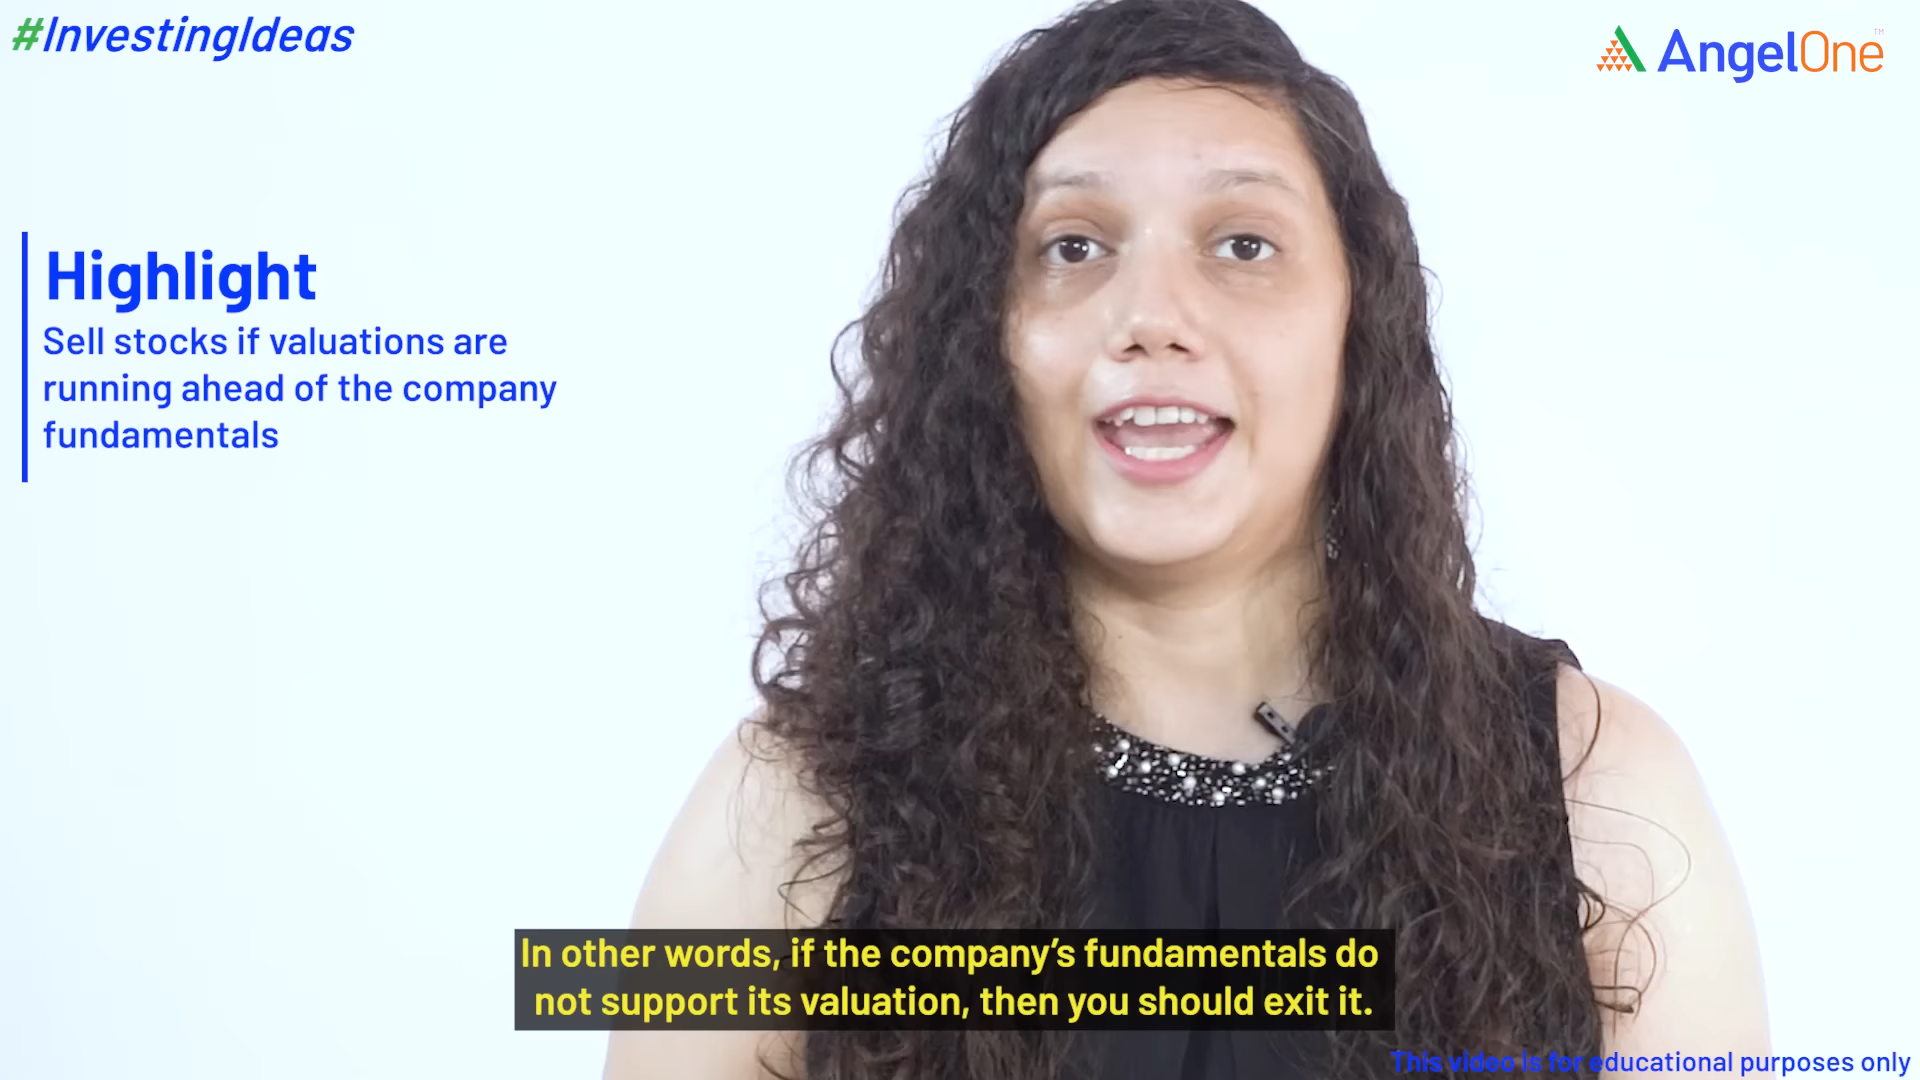 #InvestingIdeas
AngelOne™
Highlight
Sell stocks if valuations are
running ahead of the company
fundamentals
In other words, if the company’s fundamentals do
not support its valuation, then you should exit it.
This video is for educational purposes only